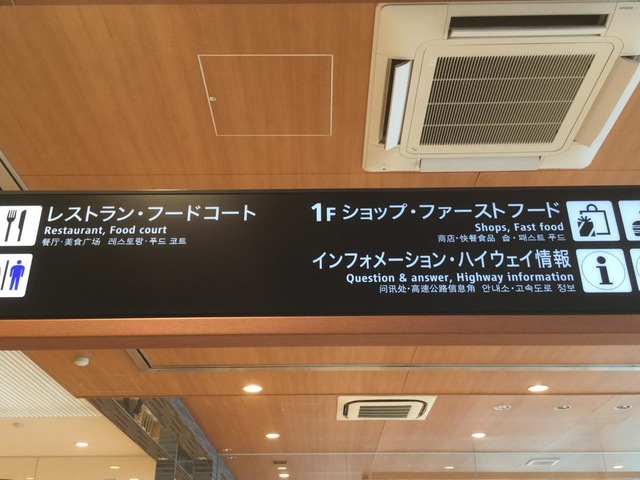 レストラン・フードコート
Restaurant, Food court
餐厅·美食广场 레스토랑·푸드 코트
1F ショップ・ファーストフード
Shops, Fast food
商店·快餐食品 숍·패스트 푸드
インフォメーション・ハイウェイ情報
Question & answer, Highway information
问讯处·高速公路信息角 안내소·고속도로 정보